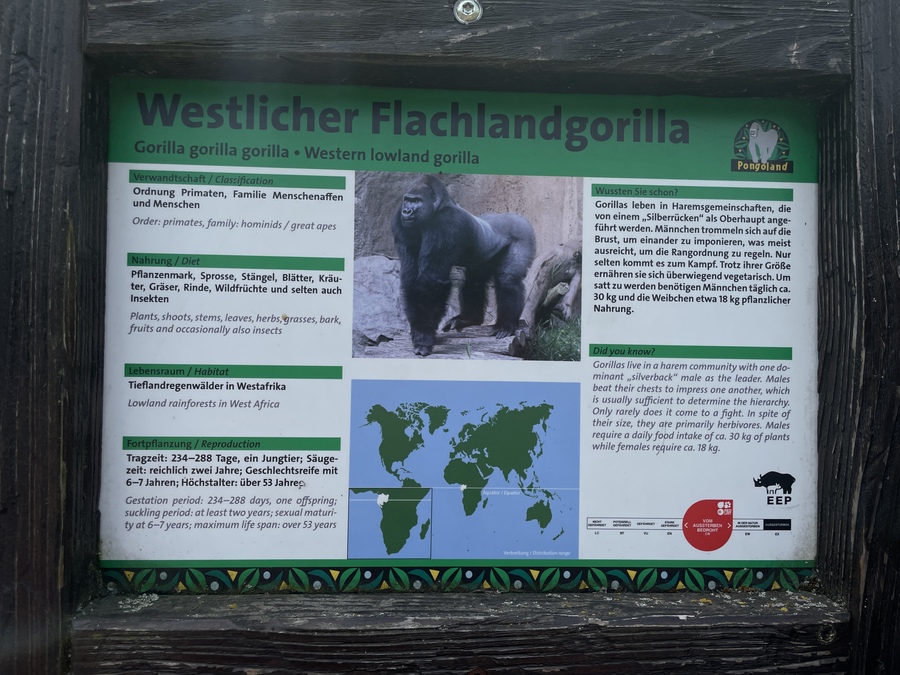 Westlicher Flachlandgorilla
Gorilla gorilla gorilla • Western lowland gorilla
Pongoland
Verwandtschaft / Classification
Ordnung Primaten, Familie Menschenaffen
und Menschen
Order: primates, family: hominids / great apes
Nahrung / Diet
Pflanzenmark, Sprosse, Stängel, Blätter, Kräu-
ter, Gräser, Rinde, Wildfrüchte und selten auch
Insekten
Plants, shoots, stems, leaves, herbs, grasses, bark,
fruits and occasionally also insects
Lebensraum / Habitat
Tieflandregenwälder in Westafrika
Lowland rainforests in West Africa
Fortpflanzung / Reproduction
Tragzeit: 234–288 Tage, ein Jungtier; Säuge-
zeit: reichlich zwei Jahre; Geschlechtsreife mit
6–7 Jahren; Höchstalter: über 53 Jahre
Gestation period: 234–288 days, one offspring;
suckling period: at least two years; sexual maturi-
ty at 6–7 years; maximum life span: over 53 years
Äquator / Equator
Verbreitung / Distribution range
Wussten Sie schon?
Gorillas leben in Haremsgemeinschaften, die
von einem „Silberrücken“ als Oberhaupt ange-
führt werden. Männchen trommeln sich auf die
Brust, um einander zu imponieren, was meist
ausreicht, um die Rangordnung zu regeln. Nur
selten kommt es zum Kampf. Trotz ihrer Größe
ernähren sie sich überwiegend vegetarisch. Um
satt zu werden benötigen Männchen täglich ca.
30 kg und die Weibchen etwa 18 kg pflanzlicher
Nahrung.
Did you know?
Gorillas live in a harem community with one do-
minant „silverback“ male as the leader. Males
beat their chests to impress one another, which
is usually sufficient to determine the hierarchy.
Only rarely does it come to a fight. In spite of
their size, they are primarily herbivores. Males
require a daily food intake of ca. 30 kg of plants
while females require ca. 18 kg.
EEP
NICHT GEFÄHRDET POTENZIELL GEFÄHRDET GEFÄHRDET STARK GEFÄHRDET VOM AUSSTERBEN BEDROHT IN DER NATUR AUSGESTORBEN AUSGESTORBEN
LC NT VU EN CR EW EX